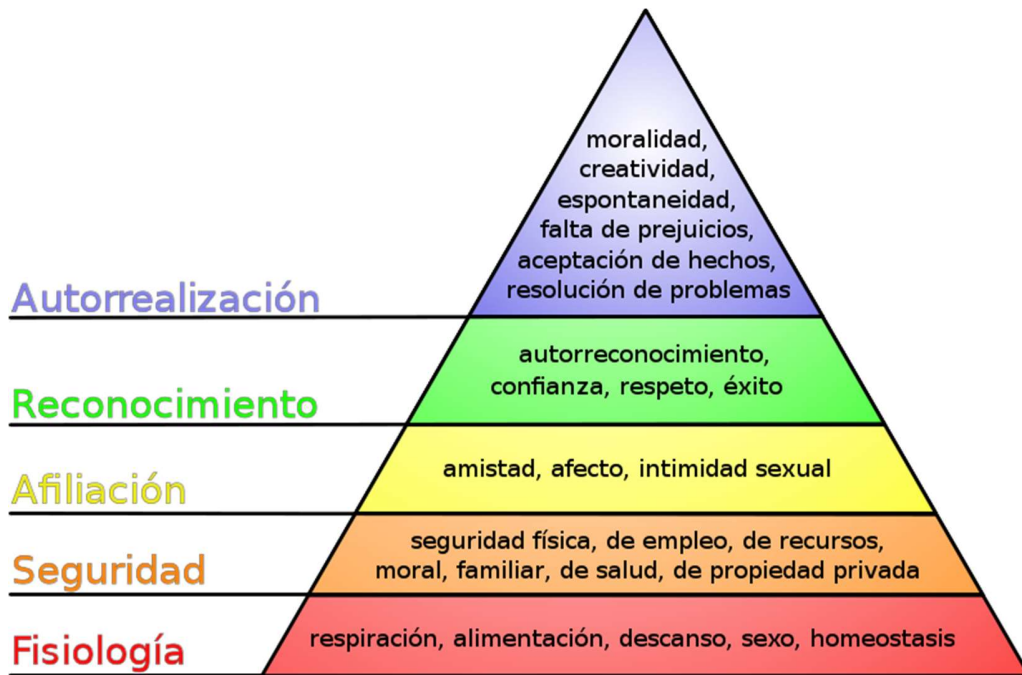 moralidad,
creatividad,
espontaneidad,
falta de prejuicios,
aceptación de hechos,
resolución de problemas
Autorrealización
autorreconocimiento,
confianza, respeto, éxito
Reconocimiento
amistad, afecto, intimidad sexual
Afiliación
seguridad física, de empleo, de recursos,
moral, familiar, de salud, de propiedad privada
Seguridad
respiración, alimentación, descanso, sexo, homeostasis
Fisiología